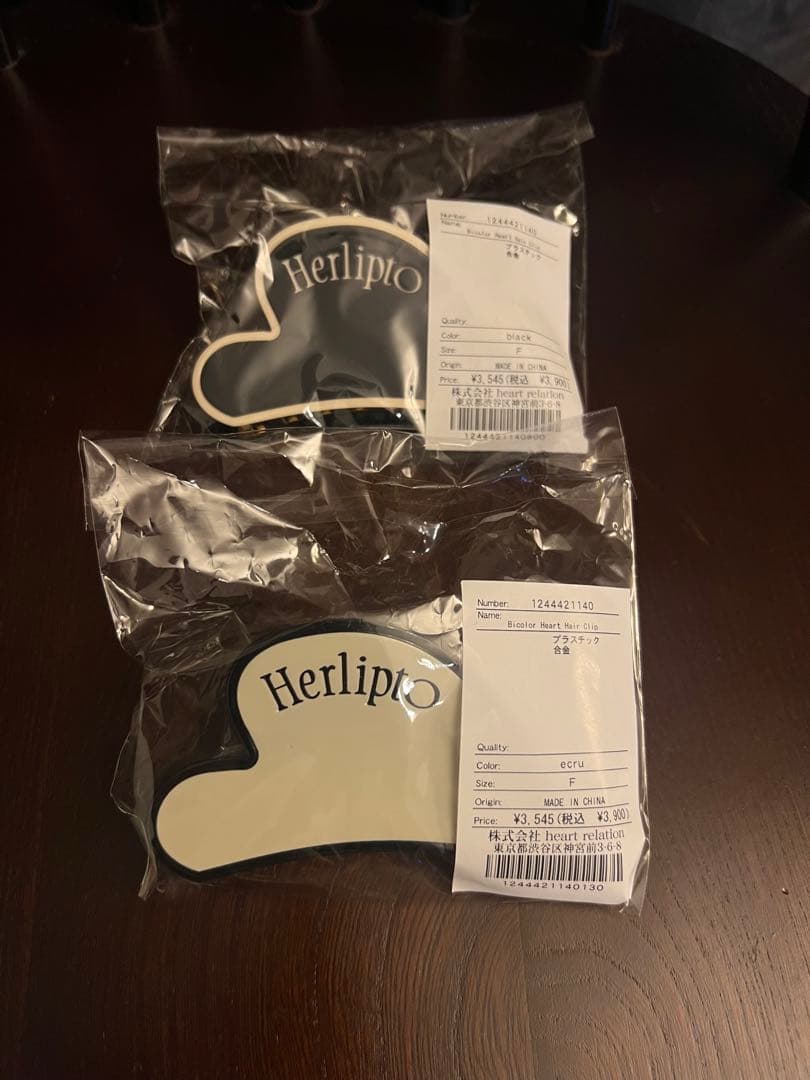 Herlipto
Number: 1244421140
Name:
Bicolor Heart Hair Clip
プラスチック
合金
Quality:
Color: black
Size: F
Origin: MADE IN CHINA
Price: ¥3,545(税込 ¥3,900)
株式会社 heart relation
東京都渋谷区神宮前3-6-8
1244421140890
Herlipto
Number: 1244421140
Name:
Bicolor Heart Hair Clip
プラスチック
合金
Quality:
Color: ecru
Size: F
Origin: MADE IN CHINA
Price: ¥3,545(税込 ¥3,900)
株式会社 heart relation
東京都渋谷区神宮前3-6-8
1244421140130